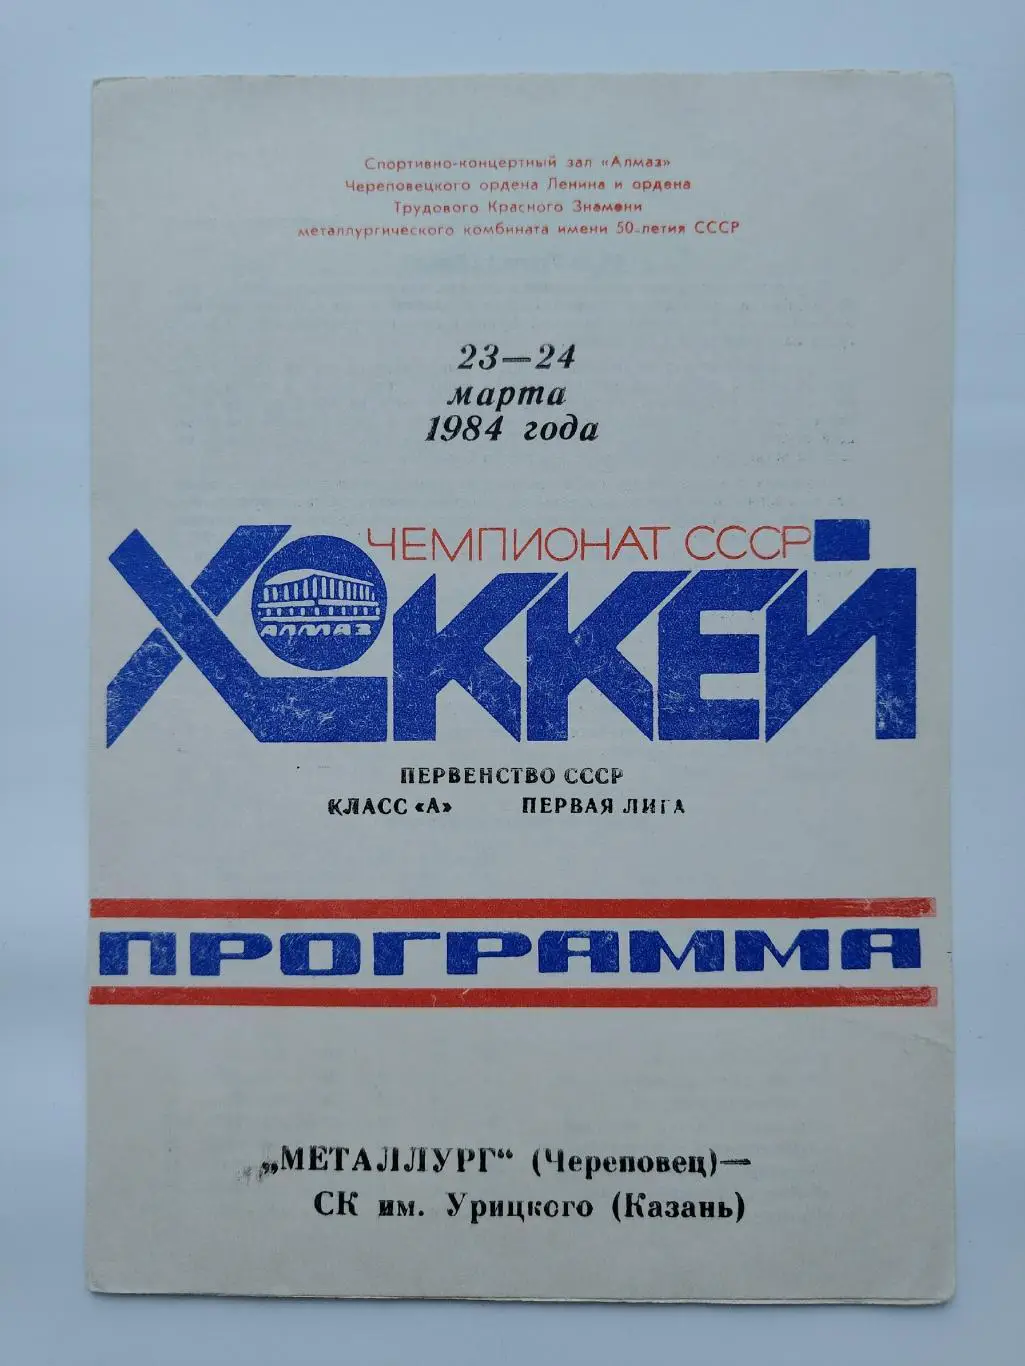 Спортивно-концертный зал «Алмаз»
Череповецкого ордена Ленина и ордена
Трудового Красного Знамени
металлургического комбината имени 50-летия СССР
23—24
марта
1984 года
ЧЕМПИОНАТ СССР
ХОККЕЙ
АЛМАЗ
ПЕРВЕНСТВО СССР
КЛАСС «А» ПЕРВАЯ ЛИГА
ПРОГРАММА
„МЕТАЛЛУРГ“ (Череповец)—
СК им. Урицкого (Казань)